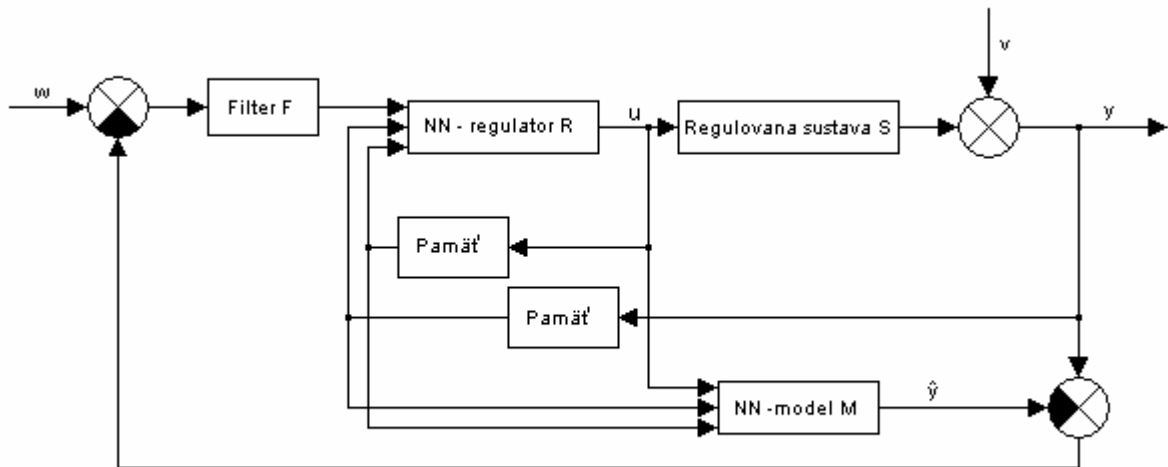 v
w
Filter F
NN - regulator R
u
Regulovana sustava S
y
Pamäť
Pamäť
NN -model M
ŷ